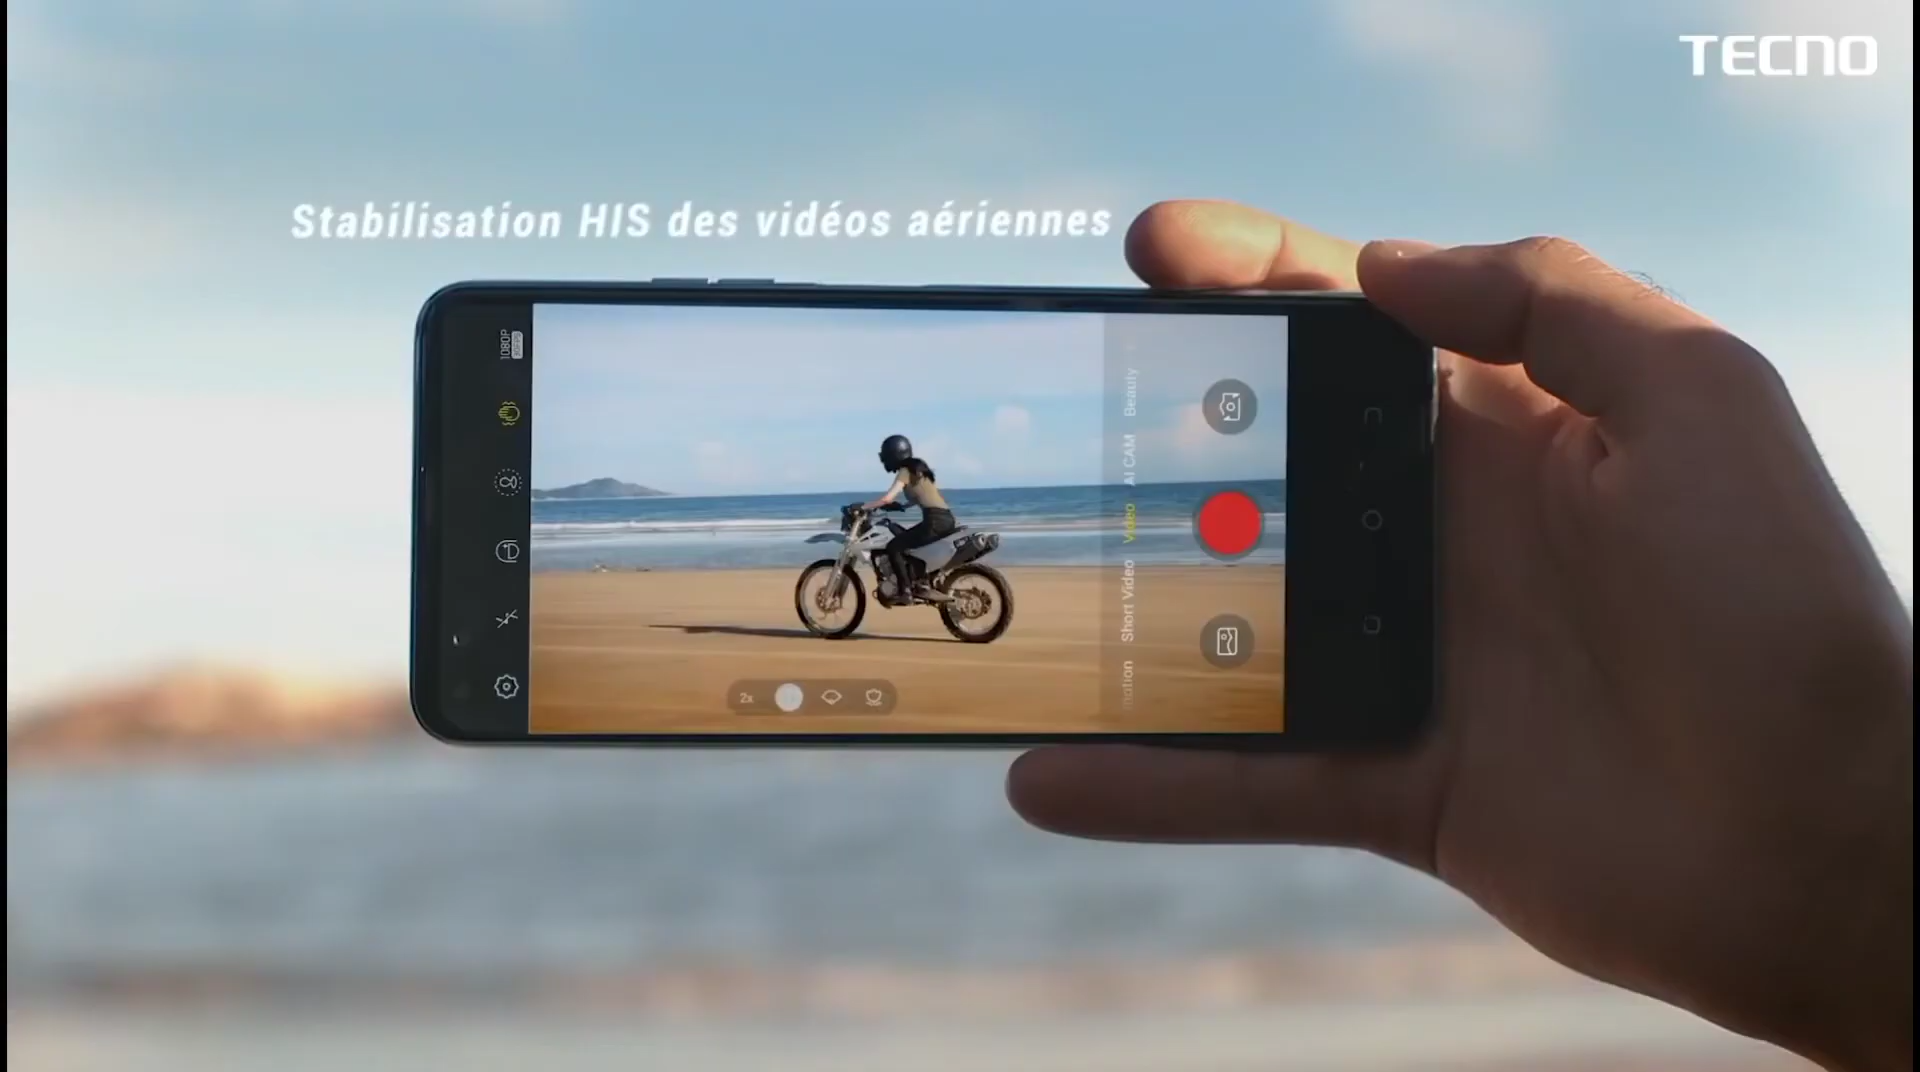 TECNO
Stabilisation HIS des vidéos aériennes
1080P
Beauty
AI CAM
Video
Short Video
2x